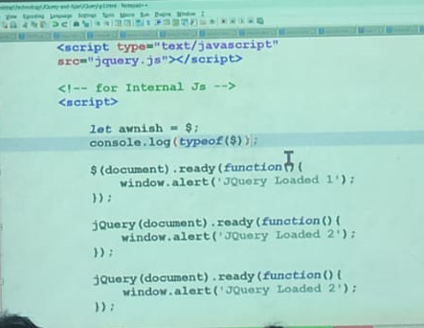 <script type="text/javascript"
src="jquery.js"></script>
<!-- for Internal Js -->
<script>
let awnish = $;
console.log(typeof($));
$(document).ready(function(){
window.alert('JQuery Loaded 1');
});
jQuery(document).ready(function(){
window.alert('JQuery Loaded 2');
});
jQuery(document).ready(function(){
window.alert('JQuery Loaded 2');
});